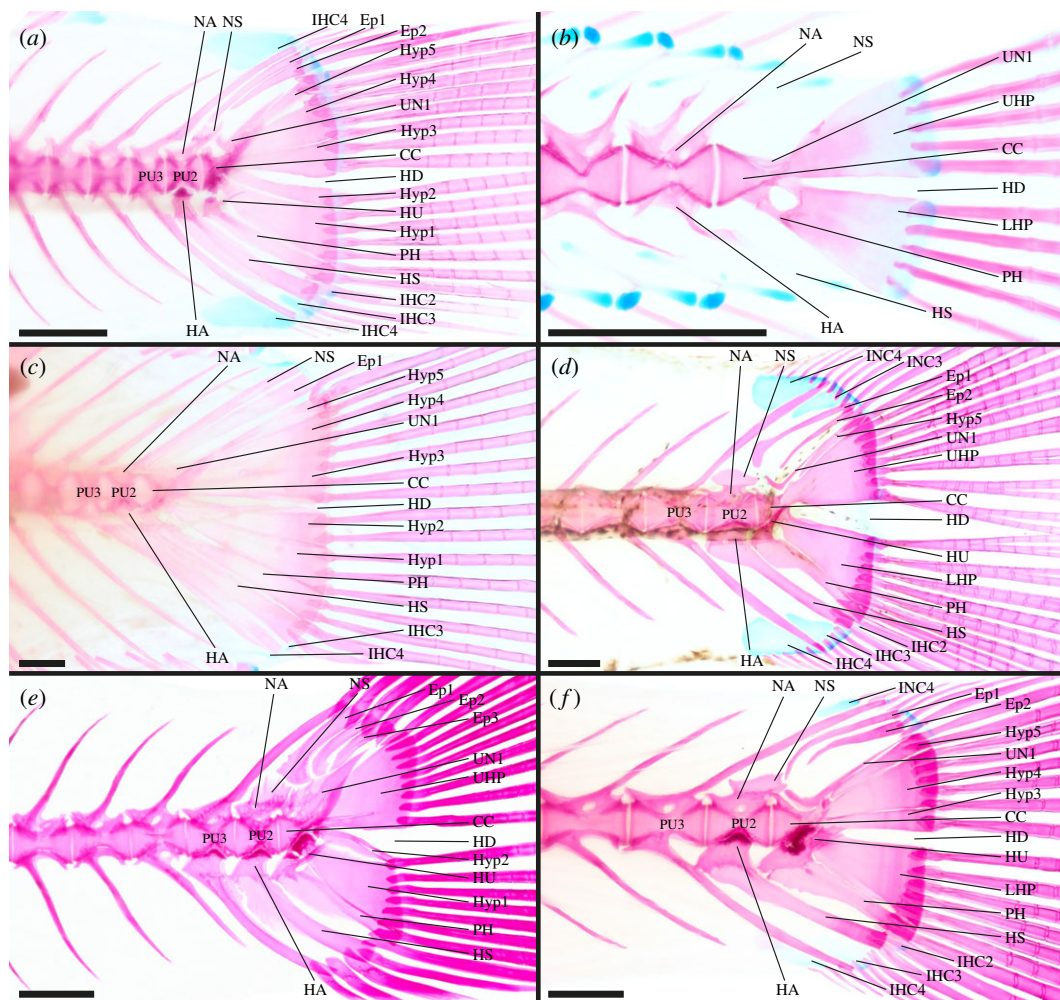 (a)
NA NS IHC4 Ep1
Ep2
Hyp5
Hyp4
UN1
Hyp3
CC
PU3 PU2
HD
Hyp2
HU
Hyp1
PH
HS
IHC2
IHC3
HA IHC4
(b)
NA NS UN1
UHP
CC
HD
LHP
PH
HS
HA
(c)
NA NS Ep1
Hyp5
Hyp4
UN1
Hyp3
PU3 PU2 CC
HD
Hyp2
Hyp1
PH
HS
IHC3
HA IHC4
(d)
NA NS INC4 INC3
Ep1
Ep2
Hyp5
UN1
UHP
CC
PU3 PU2 HD
HU
LHP
PH
HS
IHC2
HA IHC4 IHC3
(e)
NA NS Ep1
Ep2
Ep3
UN1
UHP
CC
PU3 PU2
HD
Hyp2
HU
Hyp1
PH
HS
HA
(f)
NA NS INC4 Ep1
Ep2
Hyp5
UN1
Hyp4
Hyp3
CC
PU3 PU2 HD
HU
LHP
PH
HS
IHC2
IHC3
HA IHC4